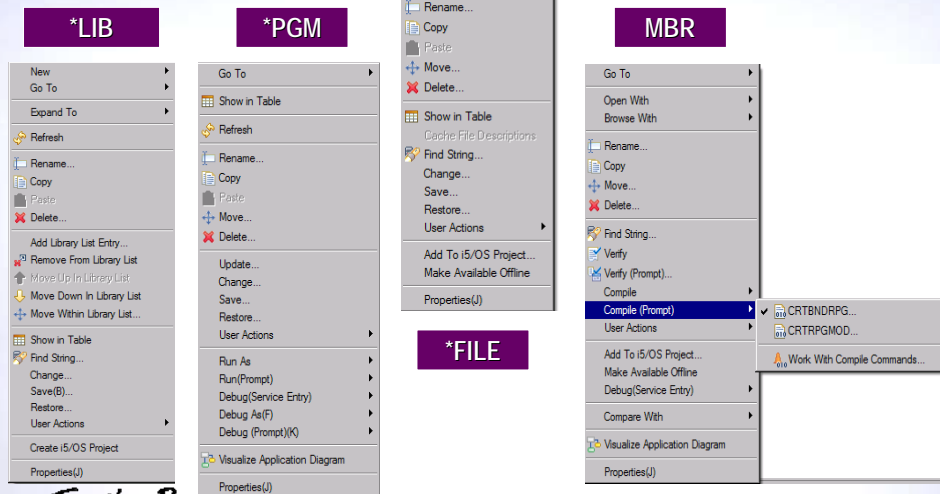 *LIB
New
Go To
Expand To
Refresh
Rename...
Copy
Paste
Delete...
Add Library List Entry...
Remove From Library List
Move Up In Library List
Move Down In Library List
Move Within Library List...
Show in Table
Find String...
Change...
Save(B)...
Restore...
User Actions
Create i5/OS Project
Properties(J)
*PGM
Go To
Show in Table
Refresh
Rename...
Copy
Paste
Move...
Delete...
Update...
Change...
Save...
Restore...
User Actions
Run As
Run(Prompt)
Debug(Service Entry)
Debug As(F)
Debug (Prompt)(K)
Visualize Application Diagram
Properties(J)
Rename...
Copy
Paste
Move...
Delete...
Show in Table
Cache File Descriptions
Find String...
Change...
Save...
Restore...
User Actions
Add To i5/OS Project...
Make Available Offline
Properties(J)
*FILE
MBR
Go To
Open With
Browse With
Rename...
Copy
Move...
Delete...
Find String...
Verify
Verify (Prompt)...
Compile
Compile (Prompt)
User Actions
Add To i5/OS Project...
Make Available Offline
Debug(Service Entry)
Compare With
Visualize Application Diagram
Properties(J)
CRTBNDRPG...
CRTRPGMOD...
Work With Compile Commands...